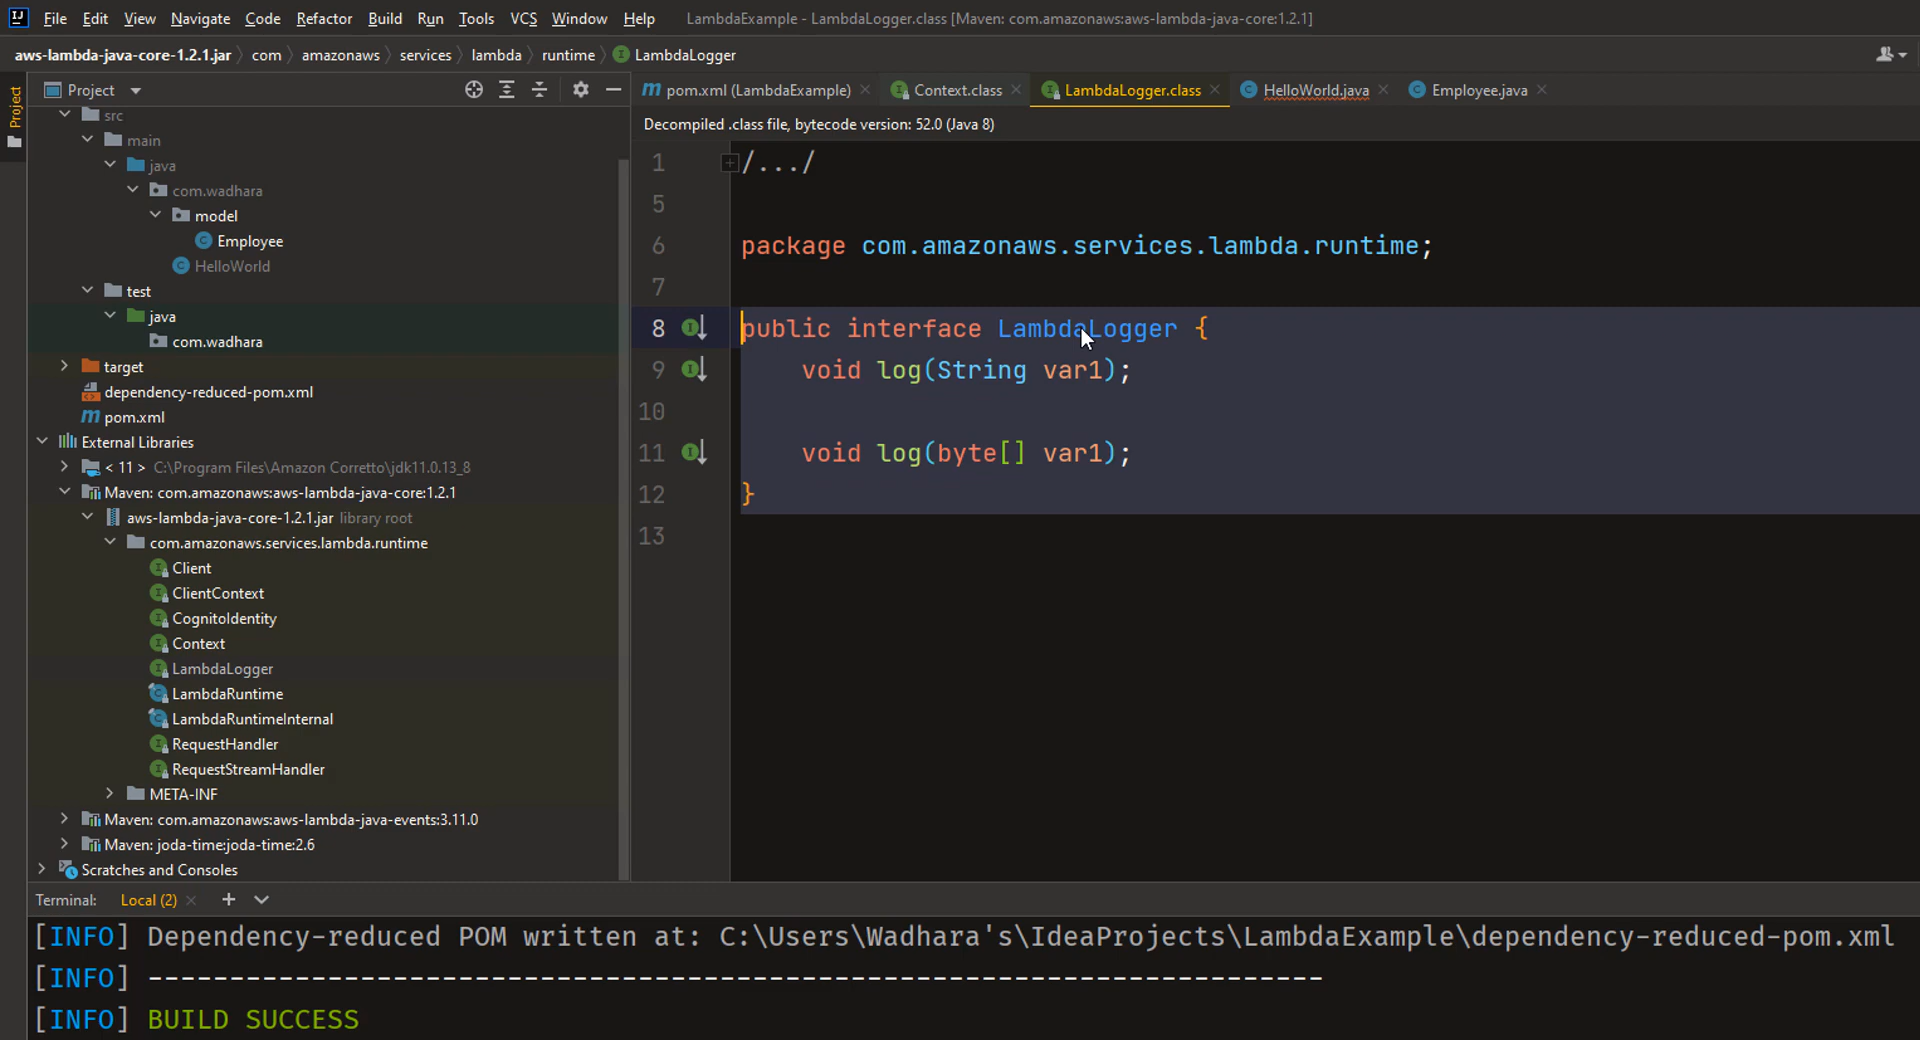 File Edit View Navigate Code Refactor Build Run Tools VCS Window Help LambdaExample - LambdaLogger.class [Maven: com.amazonaws:aws-lambda-java-core:1.2.1]
aws-lambda-java-core-1.2.1.jar com amazonaws services lambda runtime LambdaLogger
Project
Project
pom.xml (LambdaExample) Context.class LambdaLogger.class HelloWorld.java Employee.java
Decompiled .class file, bytecode version: 52.0 (Java 8)
src
main
java
com.wadhara
model
Employee
HelloWorld
test
java
com.wadhara
target
dependency-reduced-pom.xml
pom.xml
External Libraries
< 11 > C:\Program Files\Amazon Corretto\jdk11.0.13_8
Maven: com.amazonaws:aws-lambda-java-core:1.2.1
aws-lambda-java-core-1.2.1.jar library root
com.amazonaws.services.lambda.runtime
Client
ClientContext
CognitoIdentity
Context
LambdaLogger
LambdaRuntime
LambdaRuntimeInternal
RequestHandler
RequestStreamHandler
META-INF
Maven: com.amazonaws:aws-lambda-java-events:3.11.0
Maven: joda-time:joda-time:2.6
Scratches and Consoles
1 /.../
5
6 package com.amazonaws.services.lambda.runtime;
7
8 public interface LambdaLogger {
9 void log(String var1);
10
11 void log(byte[] var1);
12 }
13
Terminal: Local (2)
[INFO] Dependency-reduced POM written at: C:\Users\Wadhara's\IdeaProjects\LambdaExample\dependency-reduced-pom.xml
[INFO] ------------------------------------------------------------------------
[INFO] BUILD SUCCESS